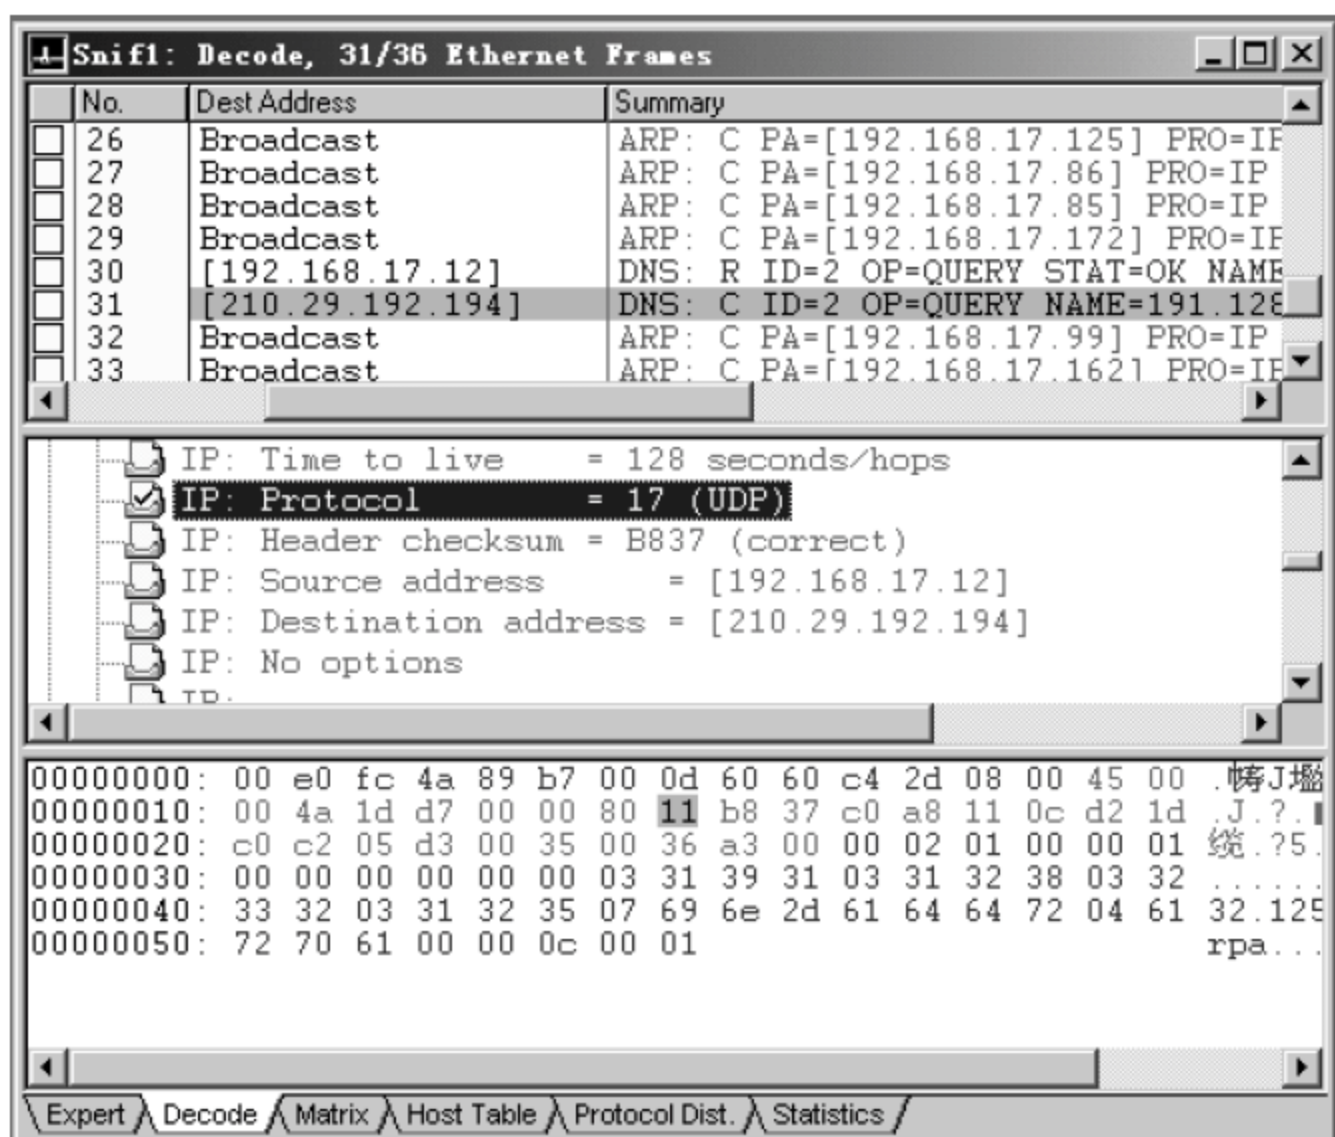 Snif1: Decode, 31/36 Ethernet Frames
No. Dest Address Summary
26 Broadcast ARP: C PA=[192.168.17.125] PRO=IP
27 Broadcast ARP: C PA=[192.168.17.86] PRO=IP
28 Broadcast ARP: C PA=[192.168.17.85] PRO=IP
29 Broadcast ARP: C PA=[192.168.17.172] PRO=IP
30 [192.168.17.12] DNS: R ID=2 OP=QUERY STAT=OK NAME
31 [210.29.192.194] DNS: C ID=2 OP=QUERY NAME=191.128
32 Broadcast ARP: C PA=[192.168.17.99] PRO=IP
33 Broadcast ARP: C PA=[192.168.17.162] PRO=IP
IP: Time to live = 128 seconds/hops
IP: Protocol = 17 (UDP)
IP: Header checksum = B837 (correct)
IP: Source address = [192.168.17.12]
IP: Destination address = [210.29.192.194]
IP: No options
IP:
00000000: 00 e0 fc 4a 89 b7 00 0d 60 60 c4 2d 08 00 45 00 .帱J墖
00000010: 00 4a 1d d7 00 00 80 11 b8 37 c0 a8 11 0c d2 1d .J.?.
00000020: c0 c2 05 d3 00 35 00 36 a3 00 00 02 01 00 00 01 缆.?5.
00000030: 00 00 00 00 00 00 03 31 39 31 03 31 32 38 03 32 ......
00000040: 33 32 03 31 32 35 07 69 6e 2d 61 64 64 72 04 61 32.125
00000050: 72 70 61 00 00 0c 00 01 rpa...
Expert Decode Matrix Host Table Protocol Dist. Statistics